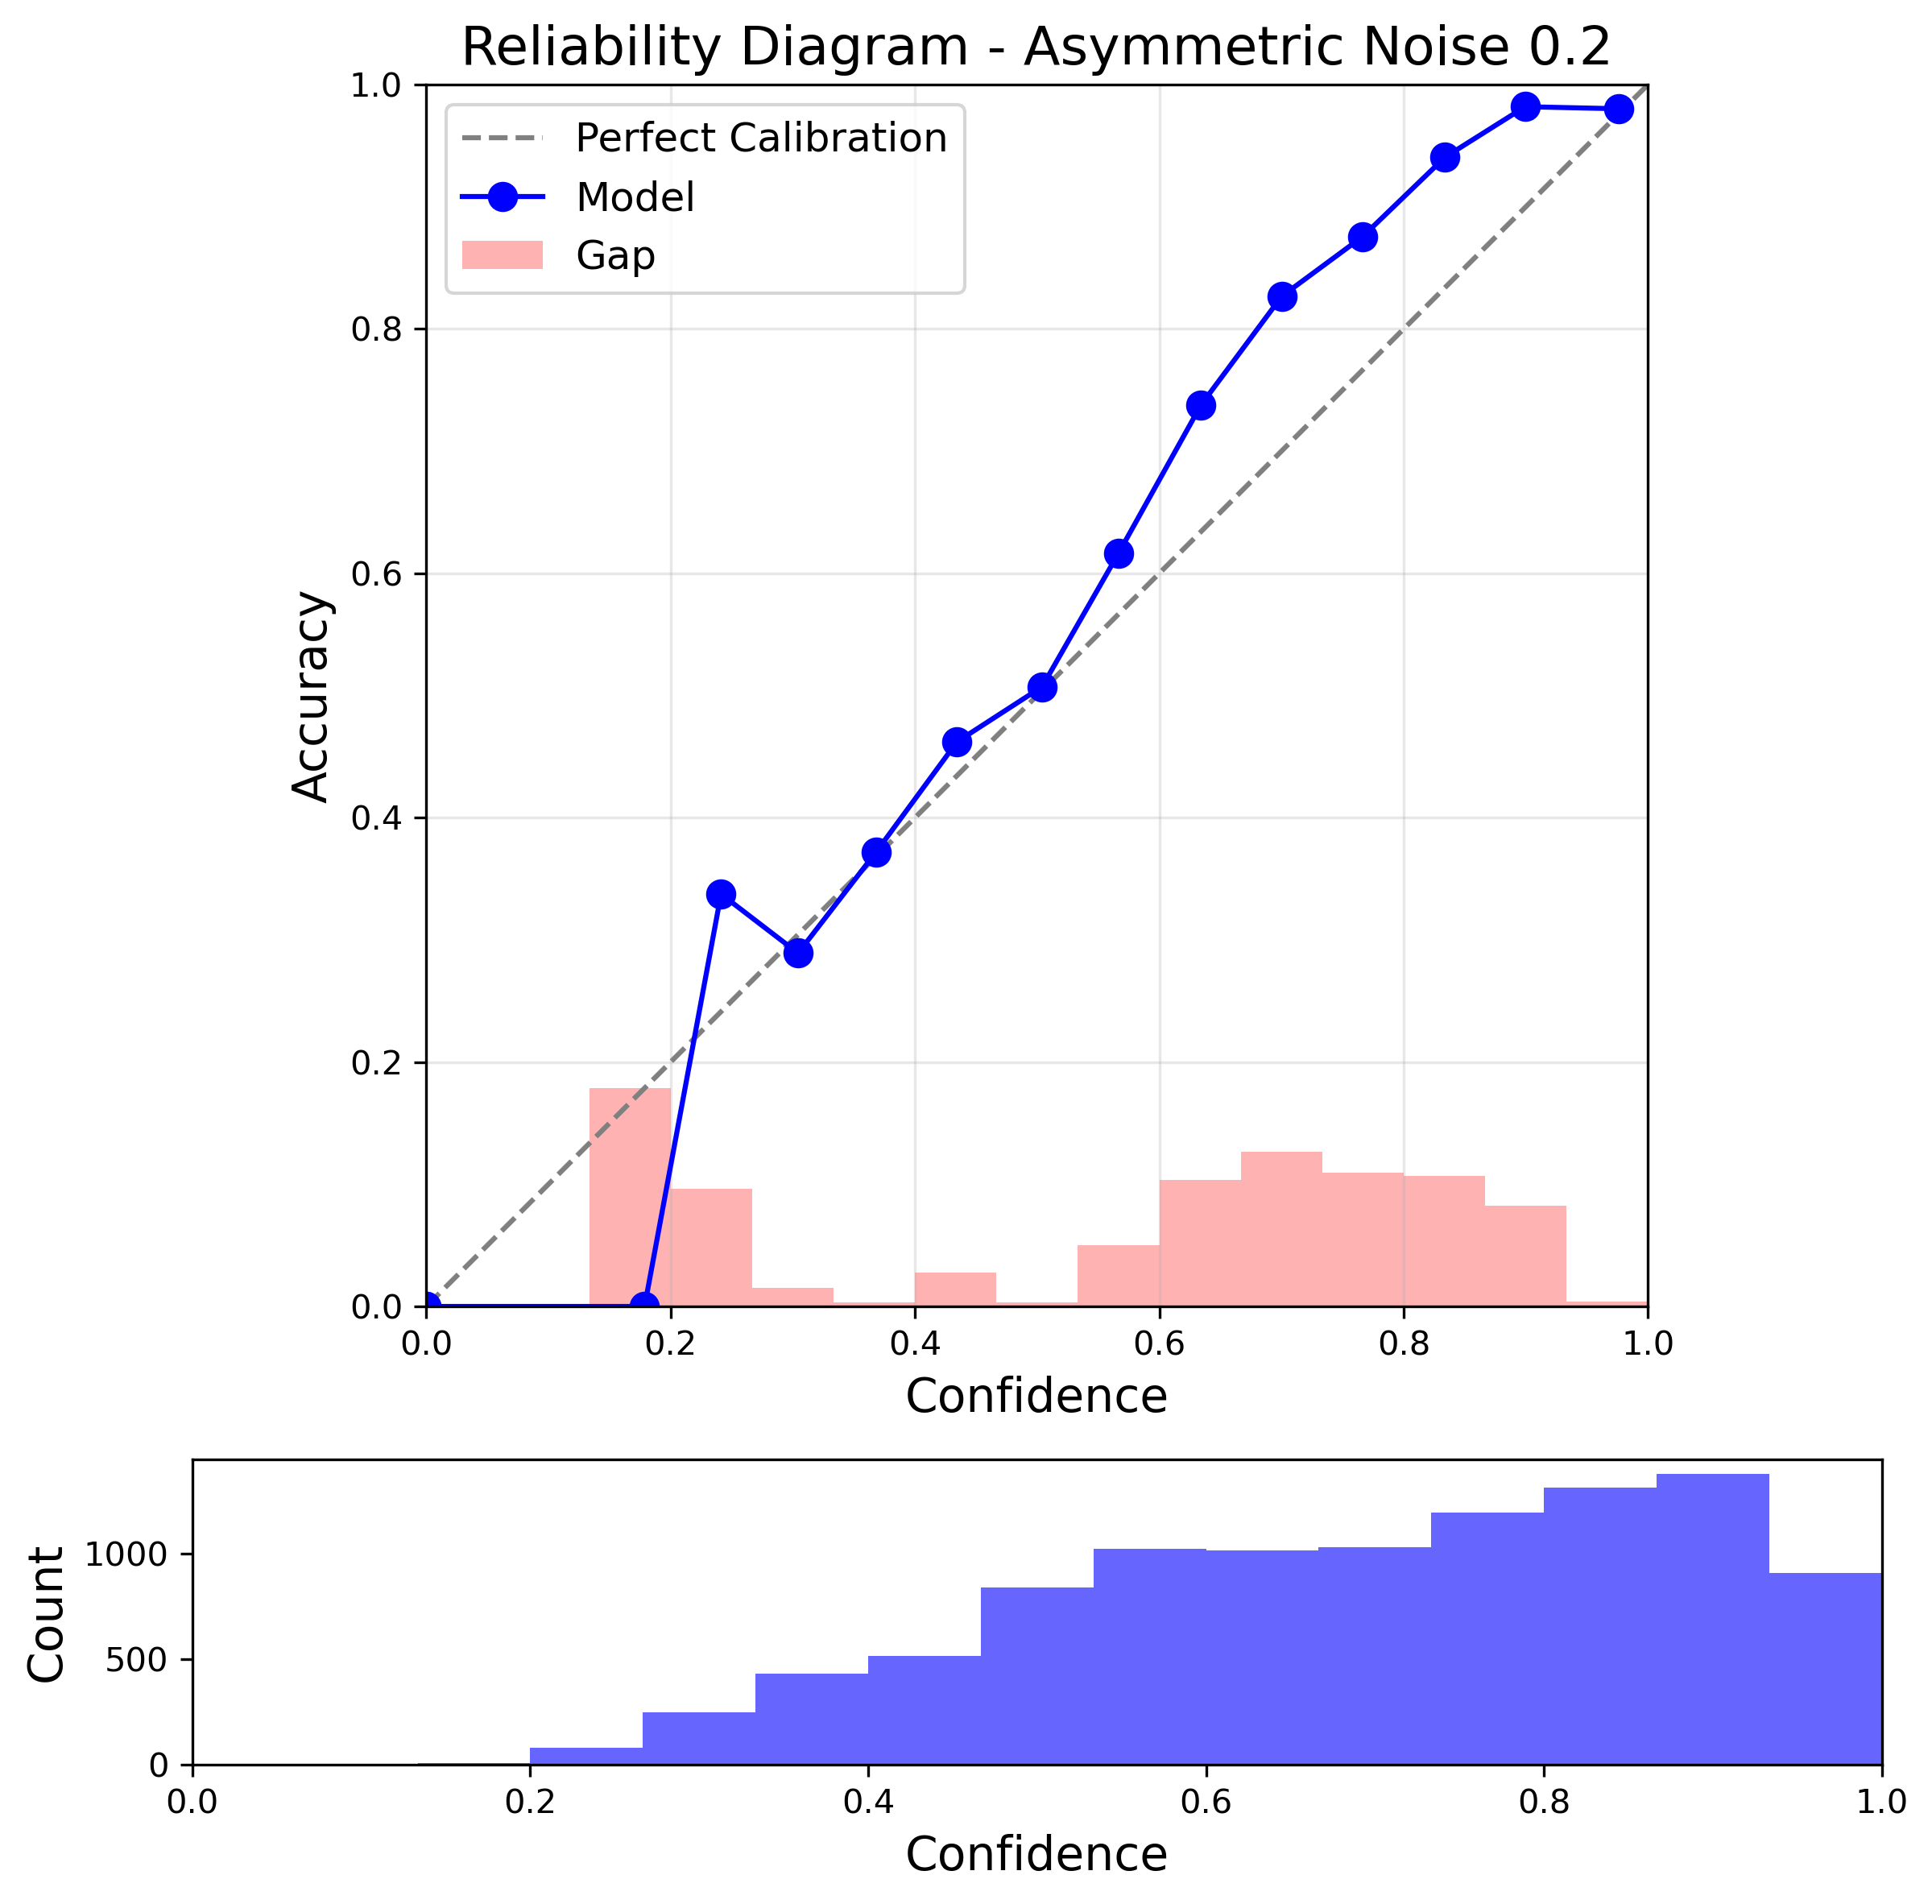 Reliability Diagram - Asymmetric Noise 0.2
Perfect Calibration
Model
Gap
1.0
0.8
0.6
0.4
0.2
0.0
Accuracy
0.0 0.2 0.4 0.6 0.8 1.0
Confidence
1000
500
0
Count
0.0 0.2 0.4 0.6 0.8 1.0
Confidence